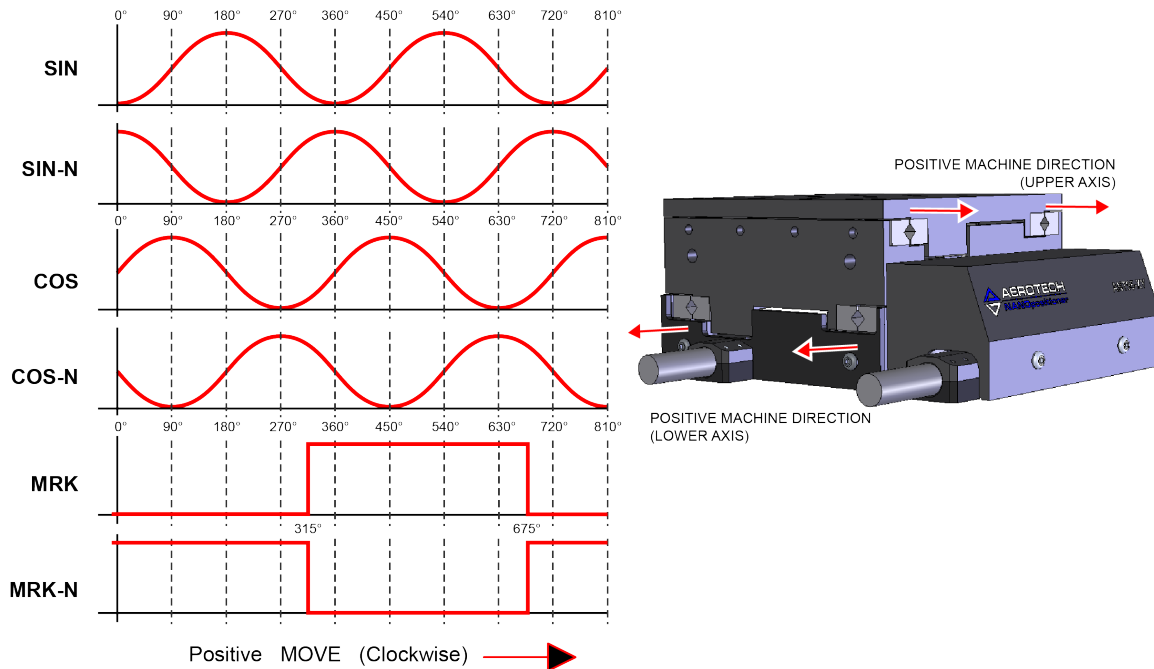 0° 90° 180° 270° 360° 450° 540° 630° 720° 810°
SIN
SIN-N
0° 90° 180° 270° 360° 450° 540° 630° 720° 810°
COS
COS-N
0° 90° 180° 270° 360° 450° 540° 630° 720° 810°
MRK
315° 675°
MRK-N
Positive MOVE (Clockwise)
POSITIVE MACHINE DIRECTION
(UPPER AXIS)
AEROTECH
NANOpositioner
POSITIVE MACHINE DIRECTION
(LOWER AXIS)